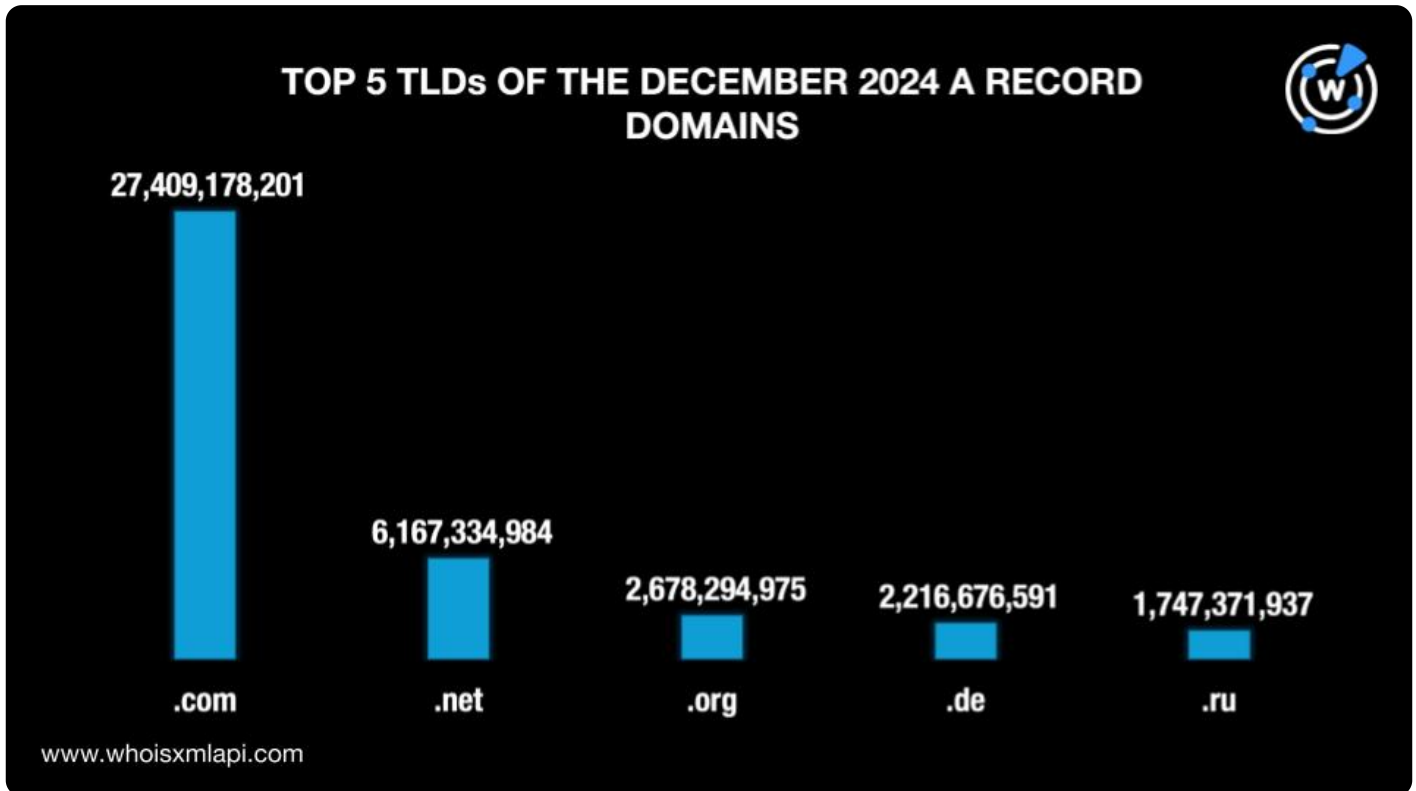 TOP 5 TLDs OF THE DECEMBER 2024 A RECORD
DOMAINS
W
27,409,178,201
6,167,334,984
2,678,294,975
2,216,676,591
1,747,371,937
.com
.net
.org
.de
.ru
www.whoisxmlapi.com